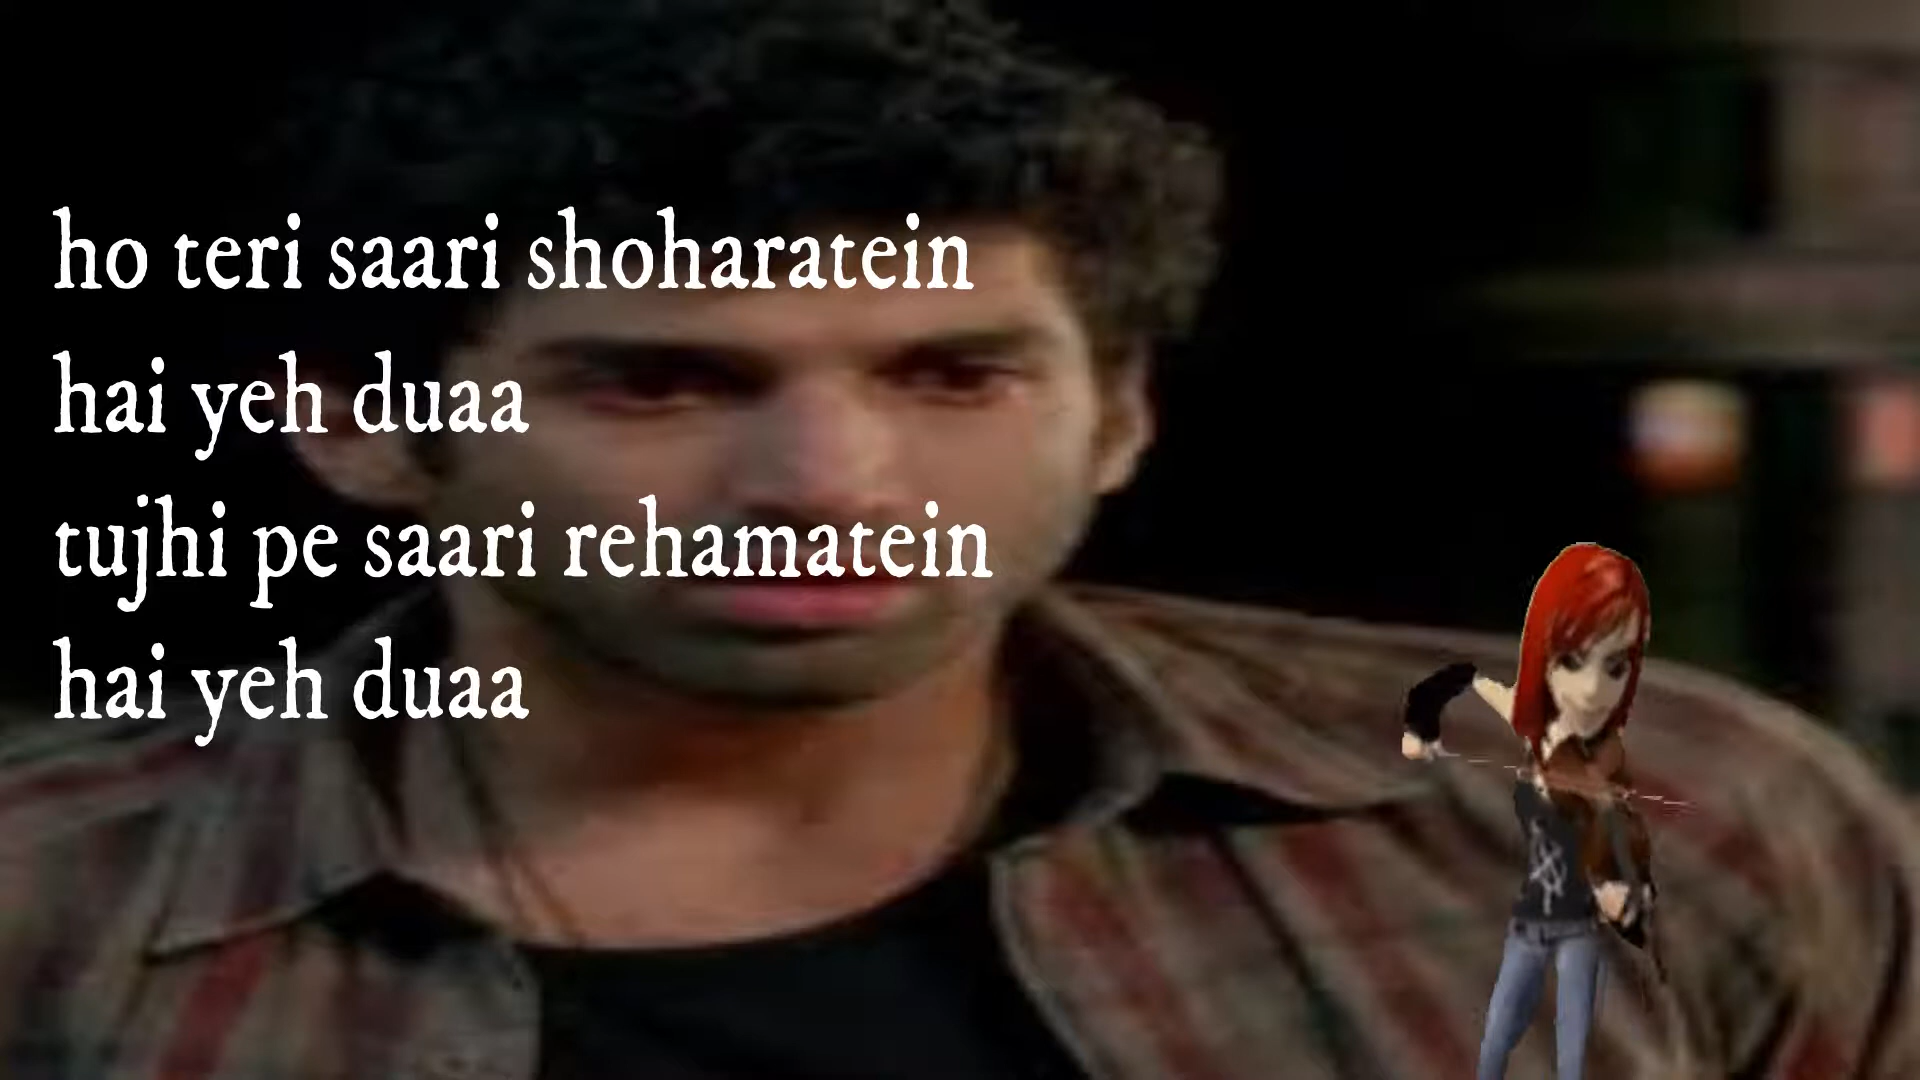 ho teri saari shoharatein
hai yeh duaa
tujhi pe saari rehamatein
hai yeh duaa